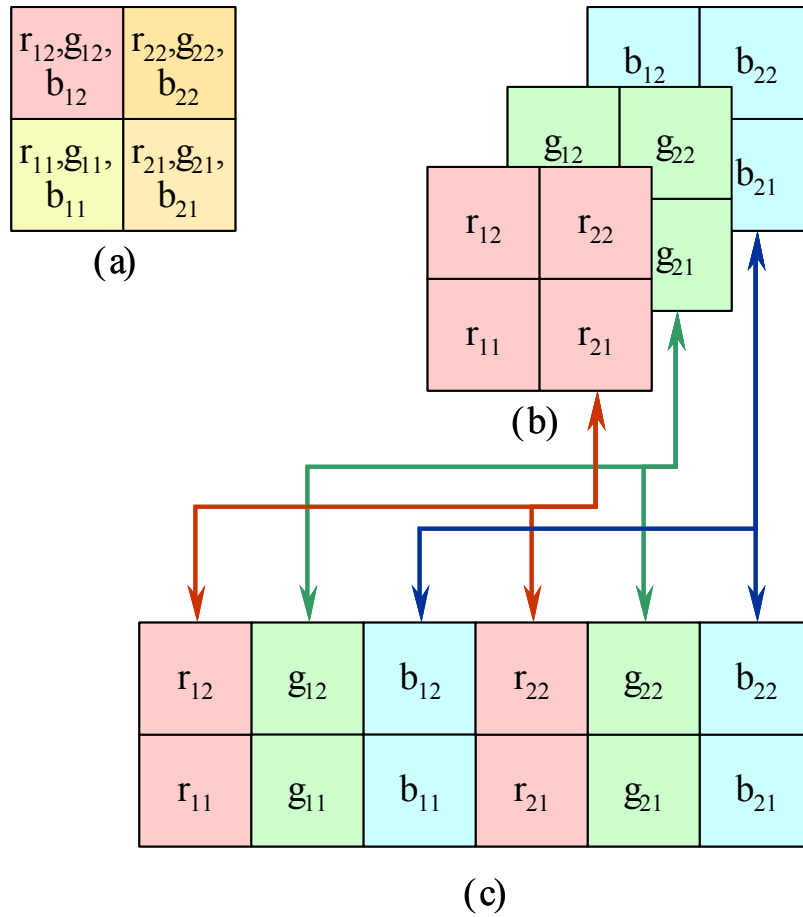 r₁₂,g₁₂,
b₁₂
r₂₂,g₂₂,
b₂₂
r₁₁,g₁₁,
b₁₁
r₂₁,g₂₁,
b₂₁
(a)
b₁₂ b₂₂
b₂₁
g₁₂ g₂₂
g₂₁
r₁₂ r₂₂
r₁₁ r₂₁
(b)
r₁₂ g₁₂ b₁₂ r₂₂ g₂₂ b₂₂
r₁₁ g₁₁ b₁₁ r₂₁ g₂₁ b₂₁
(c)